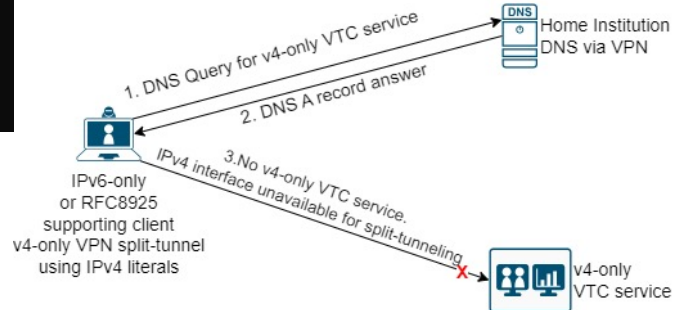 DNS
Home Institution
DNS via VPN
1. DNS Query for v4-only VTC service
2. DNS A record answer
3.No v4-only VTC service.
IPv4 interface unavailable for split-tunneling
X
IPv6-only
or RFC8925
supporting client
v4-only VPN split-tunnel
using IPv4 literals
v4-only
VTC service